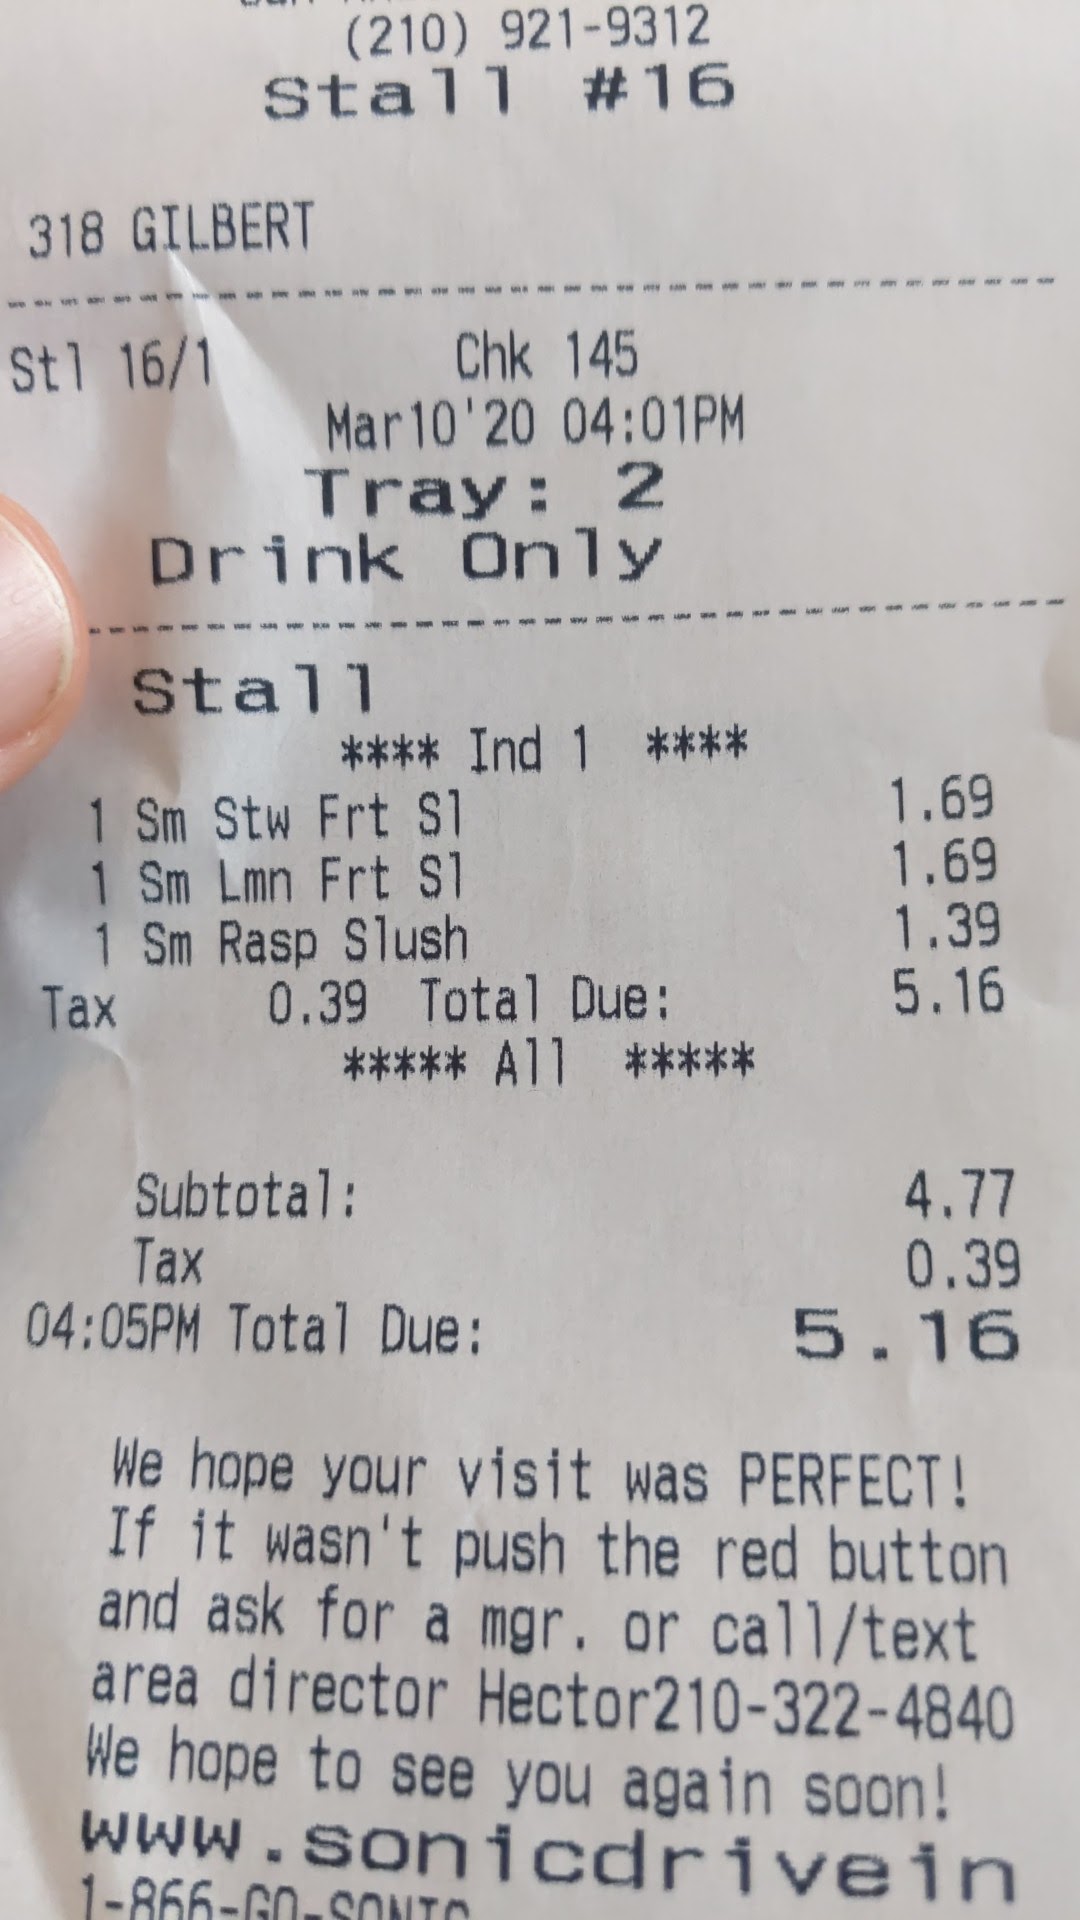 (210) 921-9312
Stall #16
318 GILBERT
Stl 16/1 Chk 145
Mar10'20 04:01PM
Tray: 2
Drink Only
Stall
**** Ind 1 ****
1 Sm Stw Frt Sl 1.69
1 Sm Lmn Frt Sl 1.69
1 Sm Rasp Slush 1.39
Tax 0.39 Total Due: 5.16
***** All *****
Subtotal: 4.77
Tax 0.39
04:05PM Total Due: 5.16
We hope your visit was PERFECT!
If it wasn't push the red button
and ask for a mgr. or call/text
area director Hector210-322-4840
We hope to see you again soon!
www.sonicdrivein
1-866-GO-SONIC